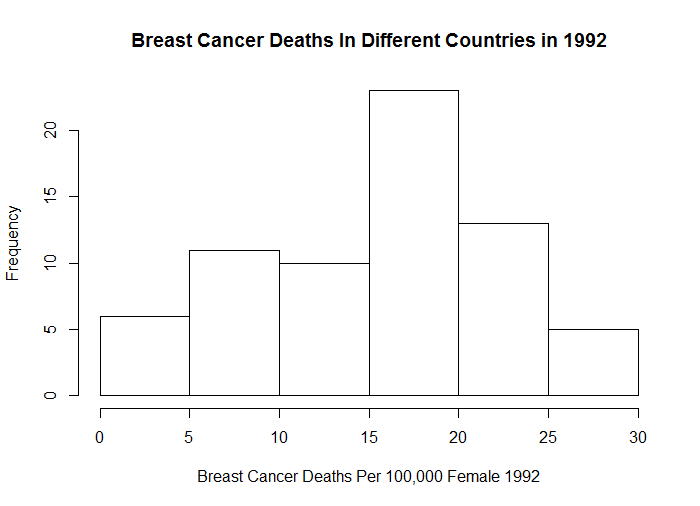 Breast Cancer Deaths In Different Countries in 1992
Frequency
20
15
10
5
0
0 5 10 15 20 25 30
Breast Cancer Deaths Per 100,000 Female 1992